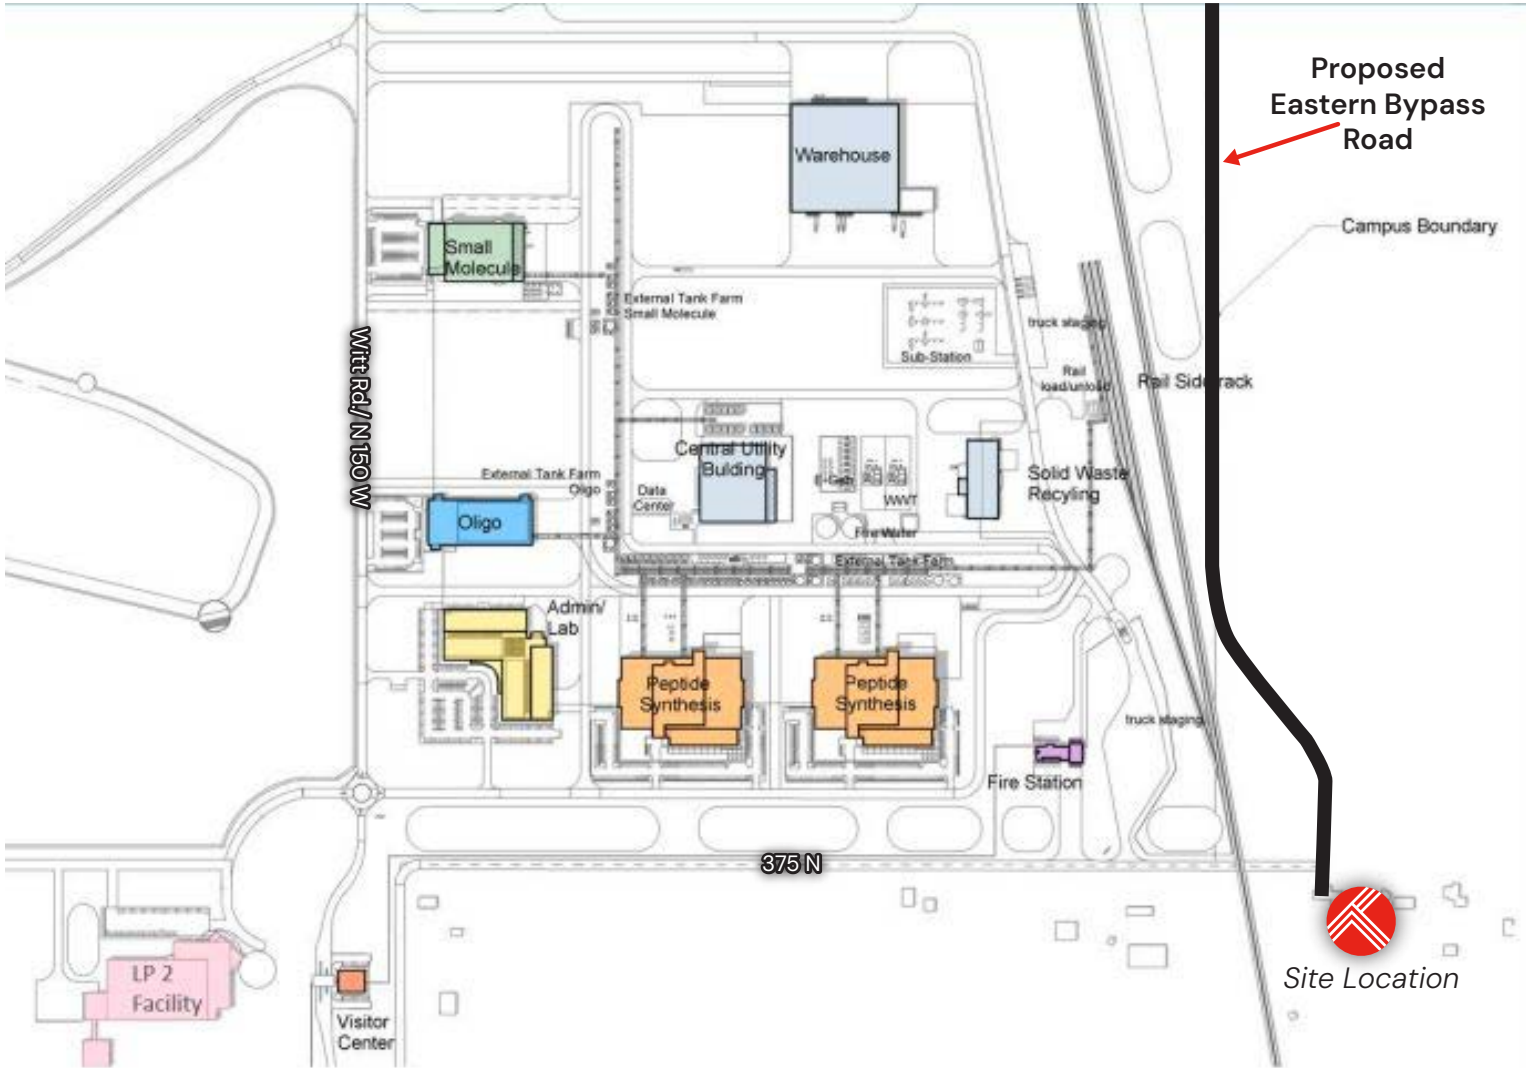 Proposed
Eastern Bypass
Road
Warehouse
Campus Boundary
Small
Molecule
External Tank Farm
Small Molecule
truck staging
Sub-Station
Rail
load/unload
Rail Side track
Witt Rd./ N 150 W
Central Utility
Bulding
External Tank Farm
Oligo
Data
Center
Solid Waste
Recyling
WWT
Oligo
Fire Water
External Tank Farm
Admin/
Lab
Peptide
Synthesis
Peptide
Synthesis
truck staging
Fire Station
375 N
LP 2
Facility
Site Location
Visitor
Center